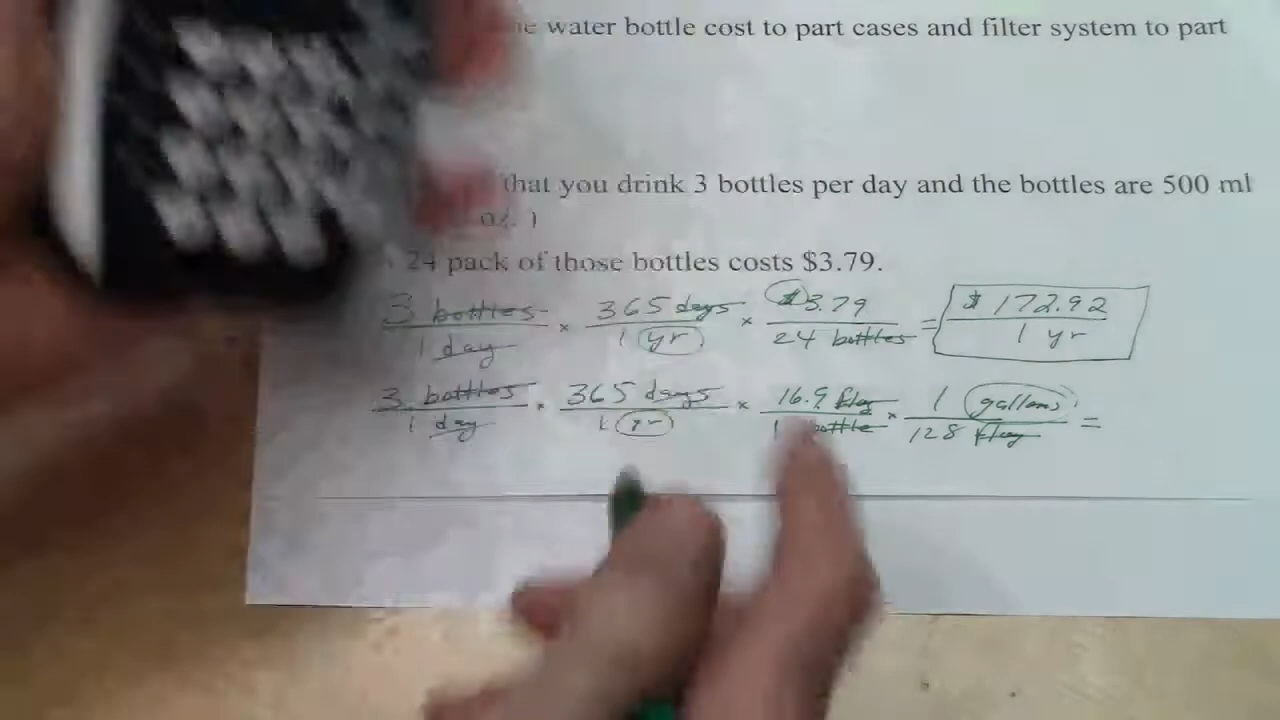 water bottle cost to part cases and filter system to part
that you drink 3 bottles per day and the bottles are 500 ml
oz.)
24 pack of those bottles costs $3.79.
3 bottles / 1 day × 365 days / 1 yr × $3.79 / 24 bottles = $172.92 / 1 yr
3 bottles / 1 day × 365 days / 1 yr × 16.9 floz / 1 bottle × 1 gallons / 128 floz =